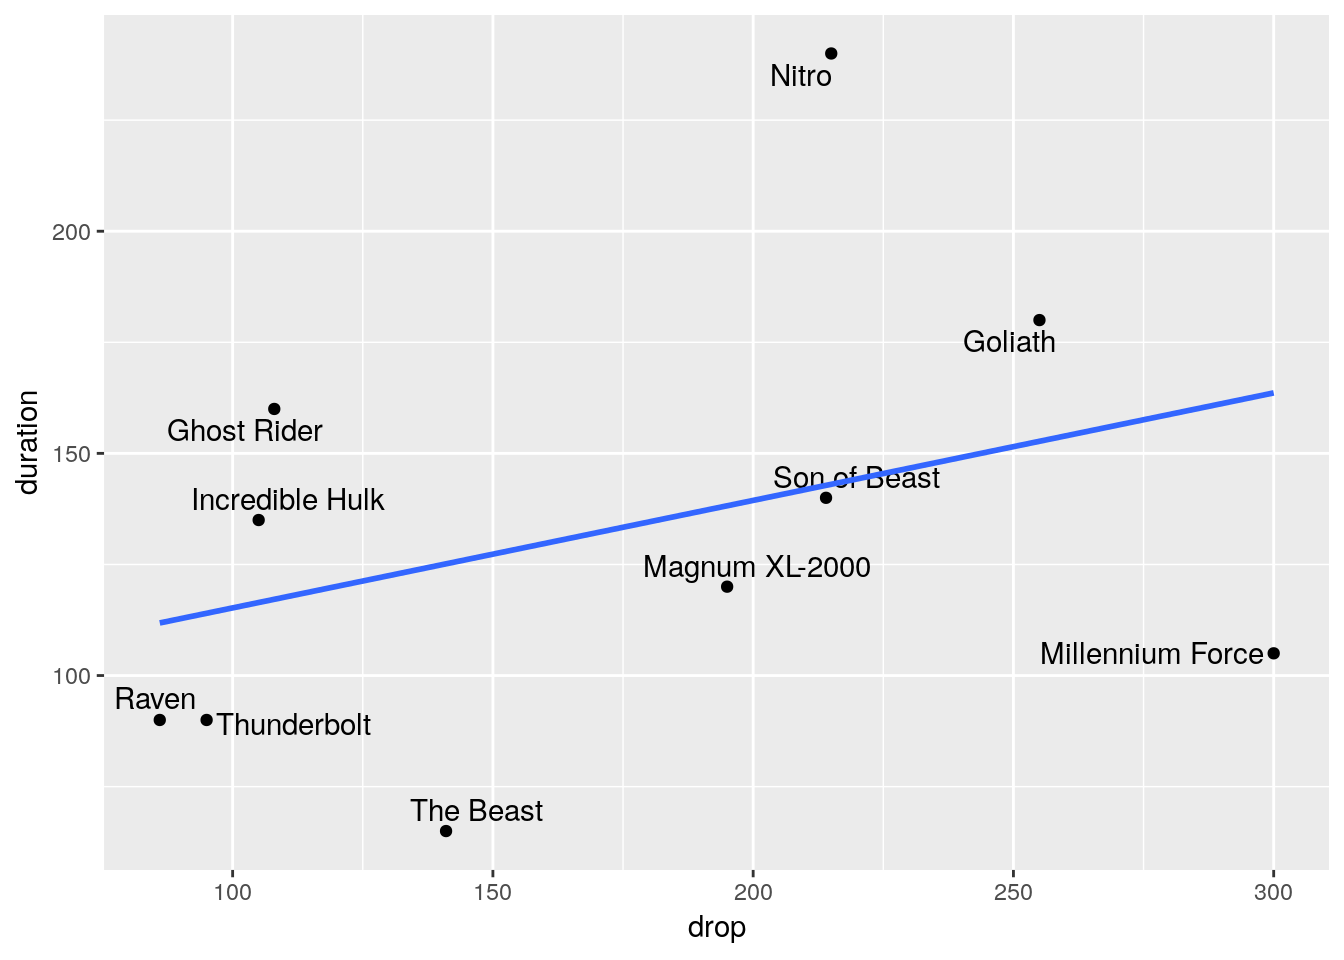 Nitro
200
Goliath
Ghost Rider
150
Son of Beast
Incredible Hulk
Magnum XL-2000
Millennium Force
100
Raven
Thunderbolt
The Beast
100
150
200
250
300
drop
duration